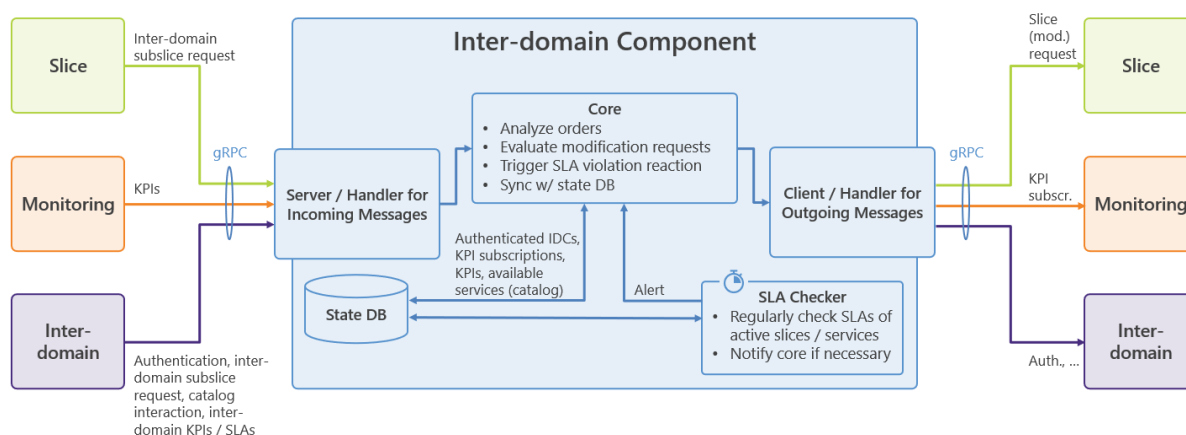 Inter-domain
subslice request
Slice
gRPC
KPIs
Monitoring
Inter-
domain
Authentication, inter-
domain subslice
request, catalog
interaction, inter-
domain KPIs / SLAs
Inter-domain Component
Server / Handler for
Incoming Messages
Core
• Analyze orders
• Evaluate modification requests
• Trigger SLA violation reaction
• Sync w/ state DB
Authenticated IDCs,
KPI subscriptions,
KPIs, available
services (catalog)
State DB
Alert
SLA Checker
• Regularly check SLAs of
active slices / services
• Notify core if necessary
Client / Handler for
Outgoing Messages
gRPC
Slice
(mod.)
request
Slice
KPI
subscr.
Monitoring
Inter-
domain
Auth., ...